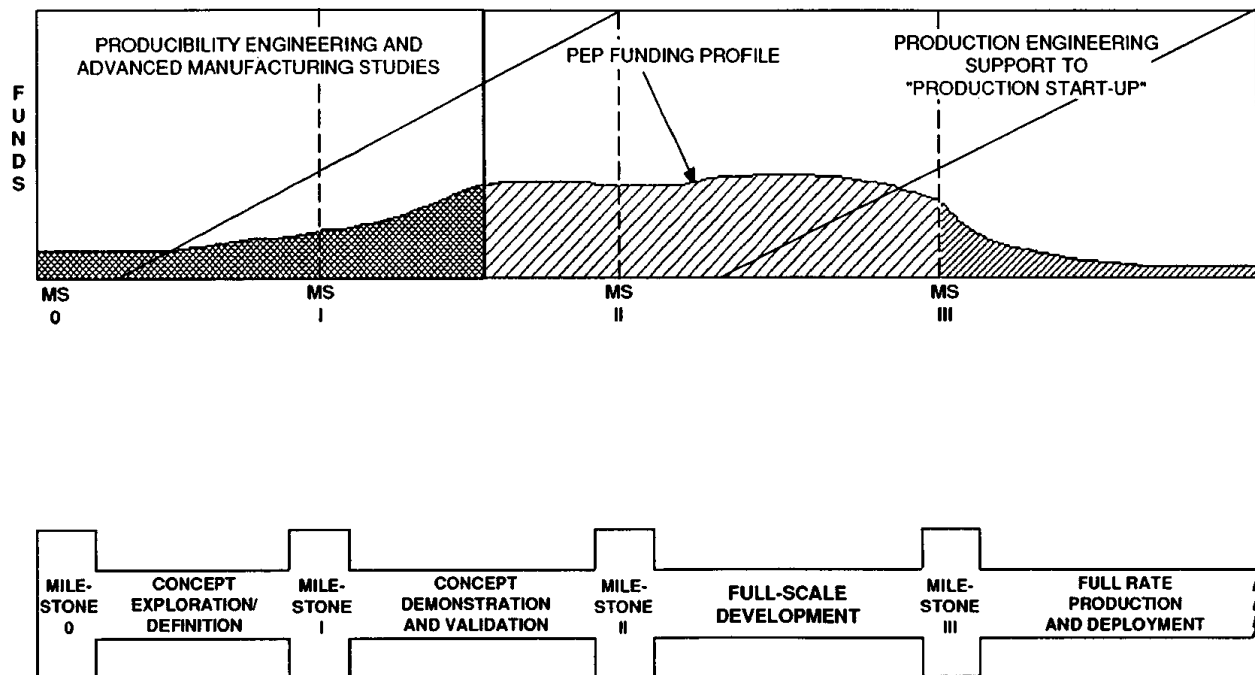 PRODUCIBILITY ENGINEERING AND
ADVANCED MANUFACTURING STUDIES
PEP FUNDING PROFILE
PRODUCTION ENGINEERING
SUPPORT TO
"PRODUCTION START-UP"
FUNDS
MS
0
MS
I
MS
II
MS
III
MILE-
STONE
0
CONCEPT
EXPLORATION/
DEFINITION
MILE-
STONE
I
CONCEPT
DEMONSTRATION
AND VALIDATION
MILE-
STONE
II
FULL-SCALE
DEVELOPMENT
MILE-
STONE
III
FULL RATE
PRODUCTION
AND DEPLOYMENT